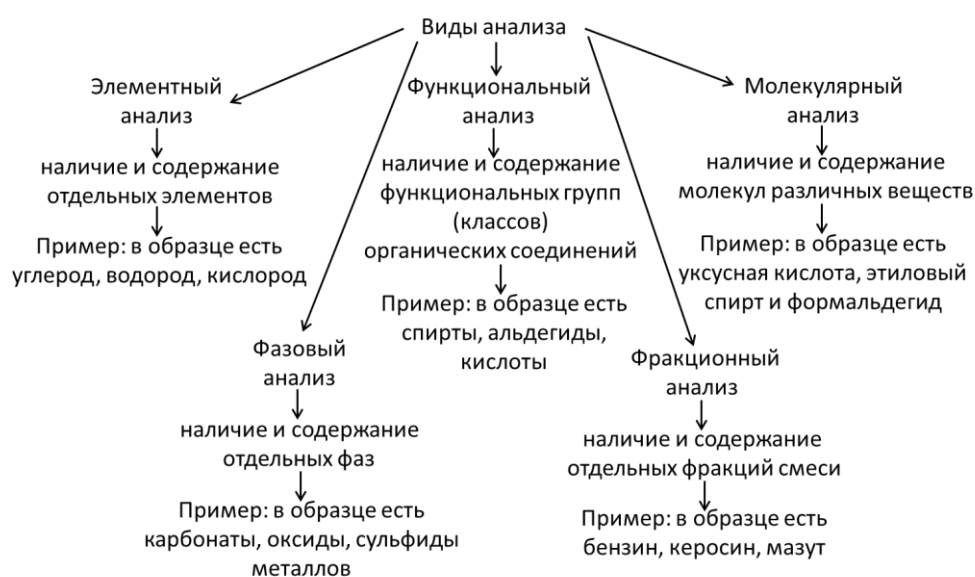 Виды анализа
Элементный
анализ
наличие и содержание
отдельных элементов
Пример: в образце есть
углерод, водород, кислород
Функциональный
анализ
наличие и содержание
функциональных групп
(классов)
органических соединений
Пример: в образце есть
спирты, альдегиды,
кислоты
Молекулярный
анализ
наличие и содержание
молекул различных веществ
Пример: в образце есть
уксусная кислота, этиловый
спирт и формальдегид
Фазовый
анализ
наличие и содержание
отдельных фаз
Пример: в образце есть
карбонаты, оксиды, сульфиды
металлов
Фракционный
анализ
наличие и содержание
отдельных фракций смеси
Пример: в образце есть
бензин, керосин, мазут